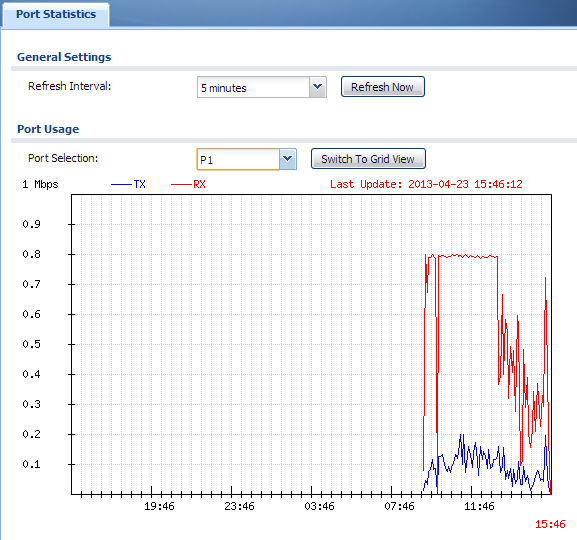 Port Statistics
General Settings
Refresh Interval: 5 minutes Refresh Now
Port Usage
Port Selection: P1 Switch To Grid View
1 Mbps TX RX Last Update: 2013-04-23 15:46:12
0.9
0.8
0.7
0.6
0.5
0.4
0.3
0.2
0.1
19:46 23:46 03:46 07:46 11:46
15:46